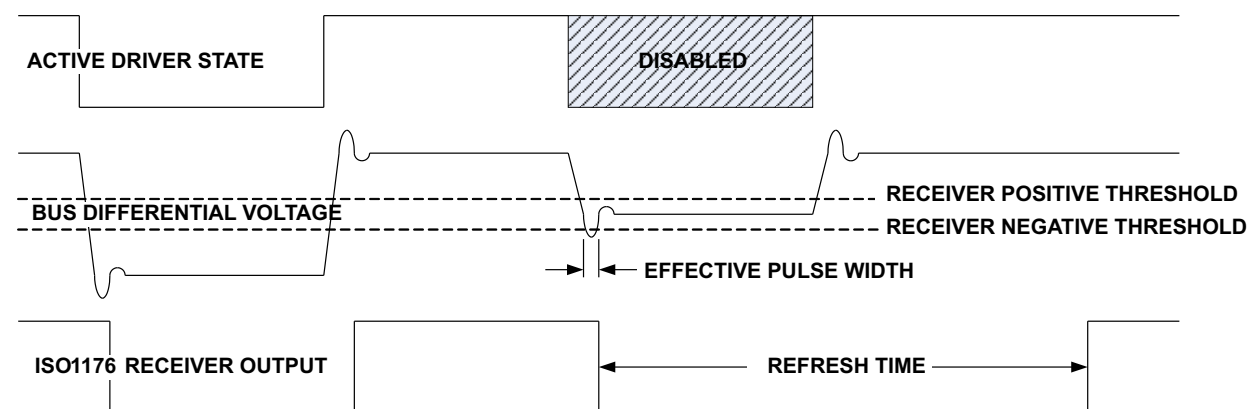 ACTIVE DRIVER STATE
DISABLED
RECEIVER POSITIVE THRESHOLD
BUS DIFFERENTIAL VOLTAGE
RECEIVER NEGATIVE THRESHOLD
EFFECTIVE PULSE WIDTH
ISO1176 RECEIVER OUTPUT
REFRESH TIME